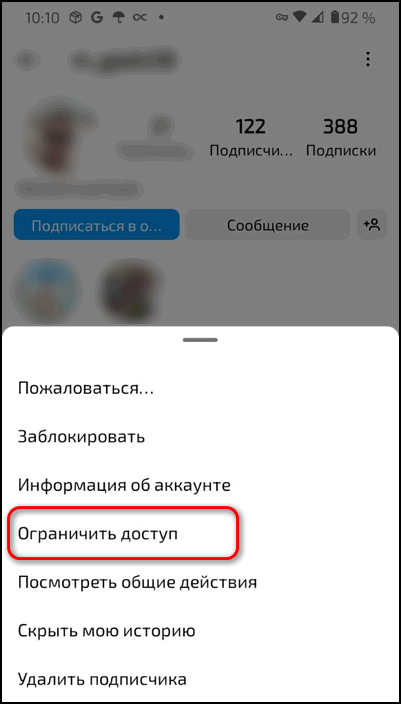 10:10 92 %
122 388
Подписчи... Подписки
Подписаться в о... Сообщение
Пожаловаться...
Заблокировать
Информация об аккаунте
Ограничить доступ
Посмотреть общие действия
Скрыть мою историю
Удалить подписчика